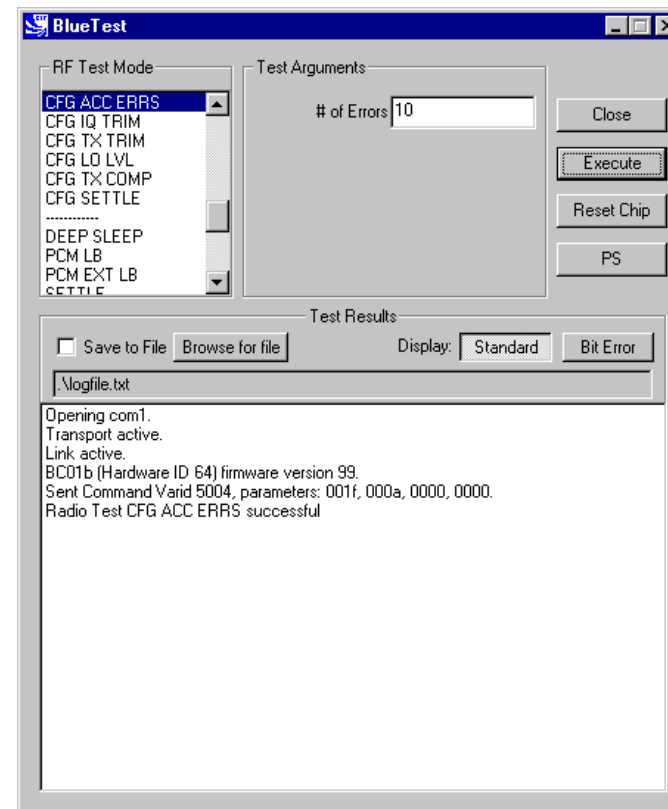 BlueTest
RF Test Mode
CFG ACC ERRS
CFG IQ TRIM
CFG TX TRIM
CFG LO LVL
CFG TX COMP
CFG SETTLE
------------
DEEP SLEEP
PCM LB
PCM EXT LB
SETTLE
Test Arguments
# of Errors 10
Close
Execute
Reset Chip
PS
Test Results
Save to File Browse for file Display: Standard Bit Error
.\logfile.txt
Opening com1.
Transport active.
Link active.
BC01b (Hardware ID 64) firmware version 99.
Sent Command Varid 5004, parameters: 001f, 000a, 0000, 0000.
Radio Test CFG ACC ERRS successful